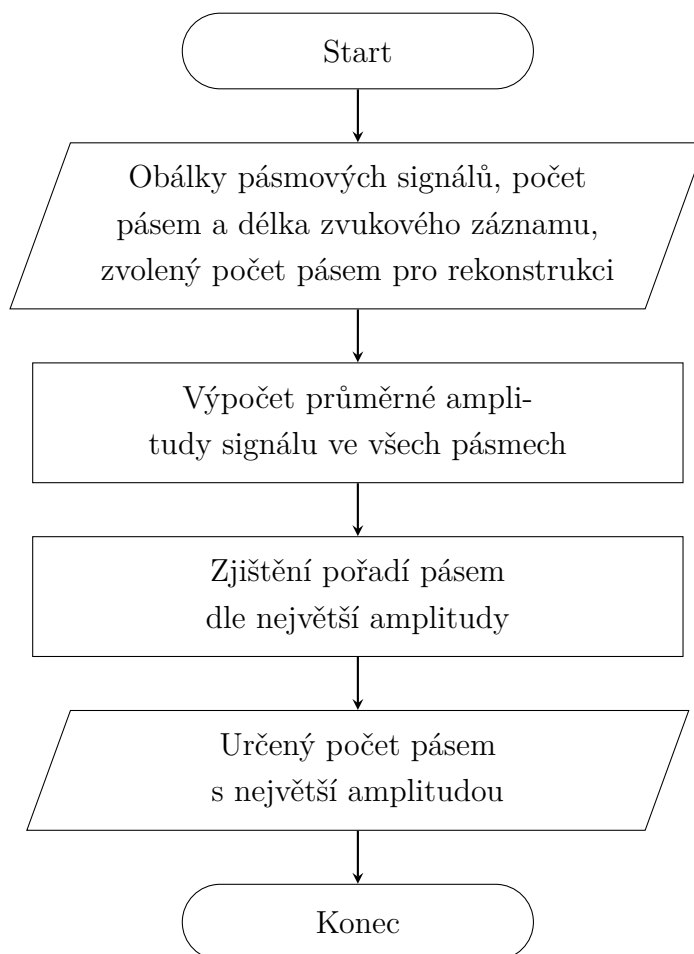 Start
Obálky pásmových signálů, počet
pásem a délka zvukového záznamu,
zvolený počet pásem pro rekonstrukci
Výpočet průměrné ampli-
tudy signálu ve všech pásmech
Zjištění pořadí pásem
dle největší amplitudy
Určený počet pásem
s největší amplitudou
Konec